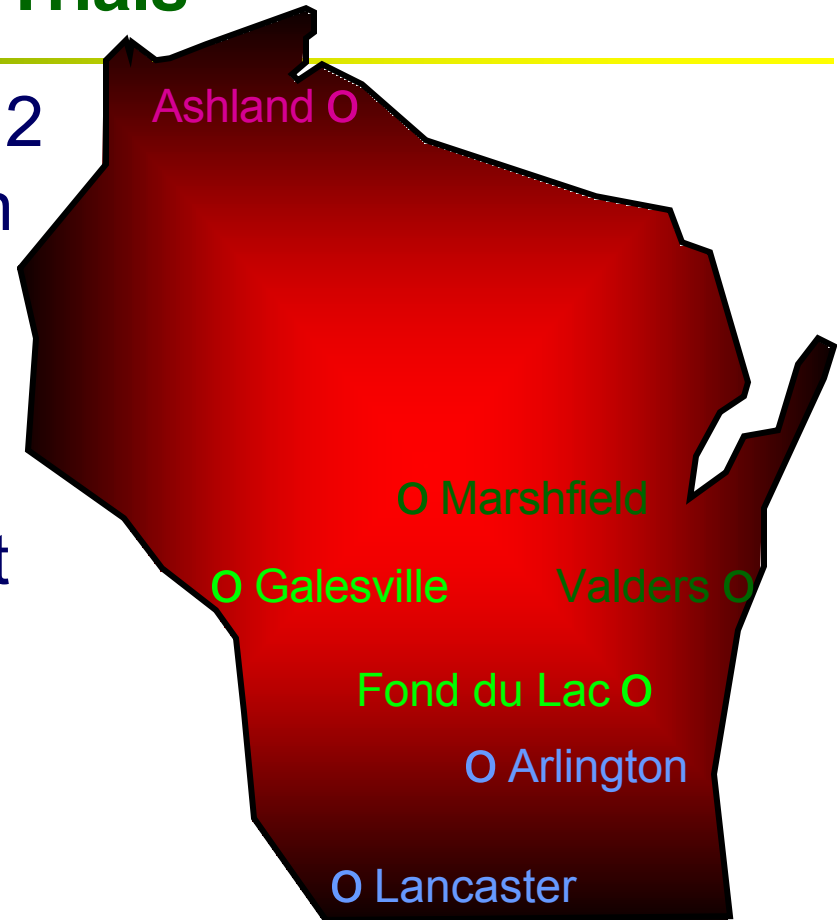 Trials
Ashland O
2
n
O Marshfield
t
O Galesville
Valders O
Fond du Lac O
O Arlington
O Lancaster